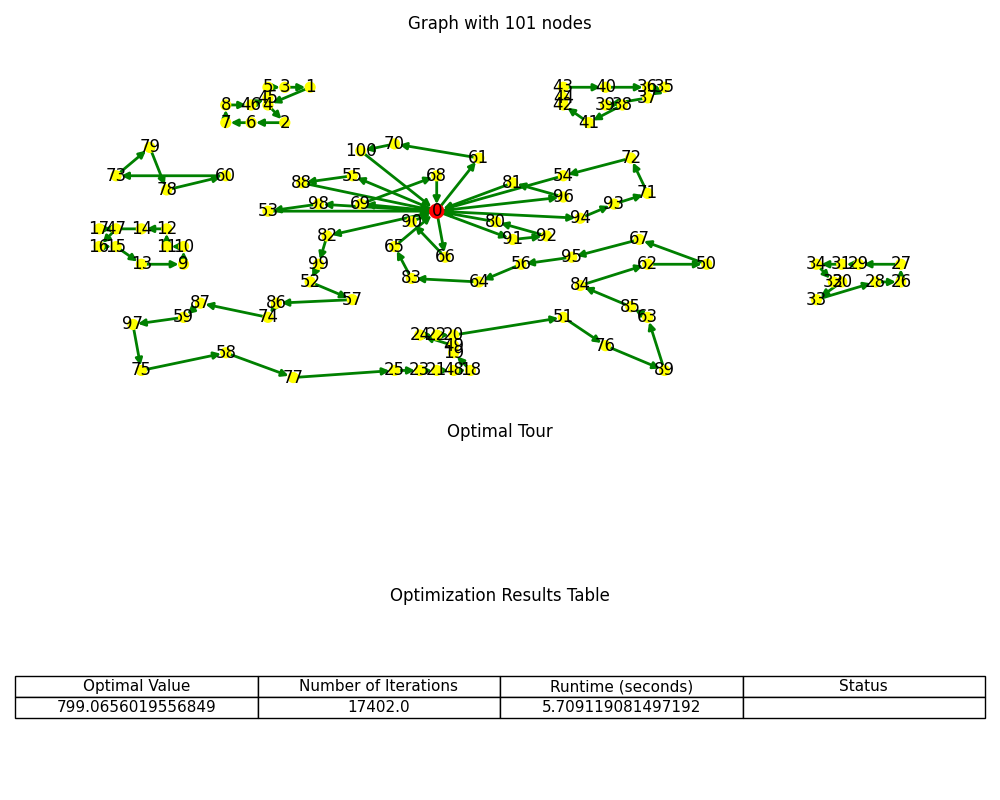 Graph with 101 nodes
5 3 1 43 40 36 35
8 46 45 4 44 42 39 38 37
7 6 2 41
79 100 70 61 72
73 78 60 88 55 68 81 54 71
53 98 69 0 96 94 93
17 47 14 12 82 90 80 91 92
16 15 11 10 65 66 67
13 9 99 83 64 56 95 62 50 34 31 29 27
52 57 84 32 30 28 26
97 59 87 74 86 51 85 63 33
24 22 20 49 19 76
75 58 77 25 23 21 48 18 89
Optimal Tour
Optimization Results Table
Optimal Value Number of Iterations Runtime (seconds) Status
799.0656019556849 17402.0 5.709119081497192